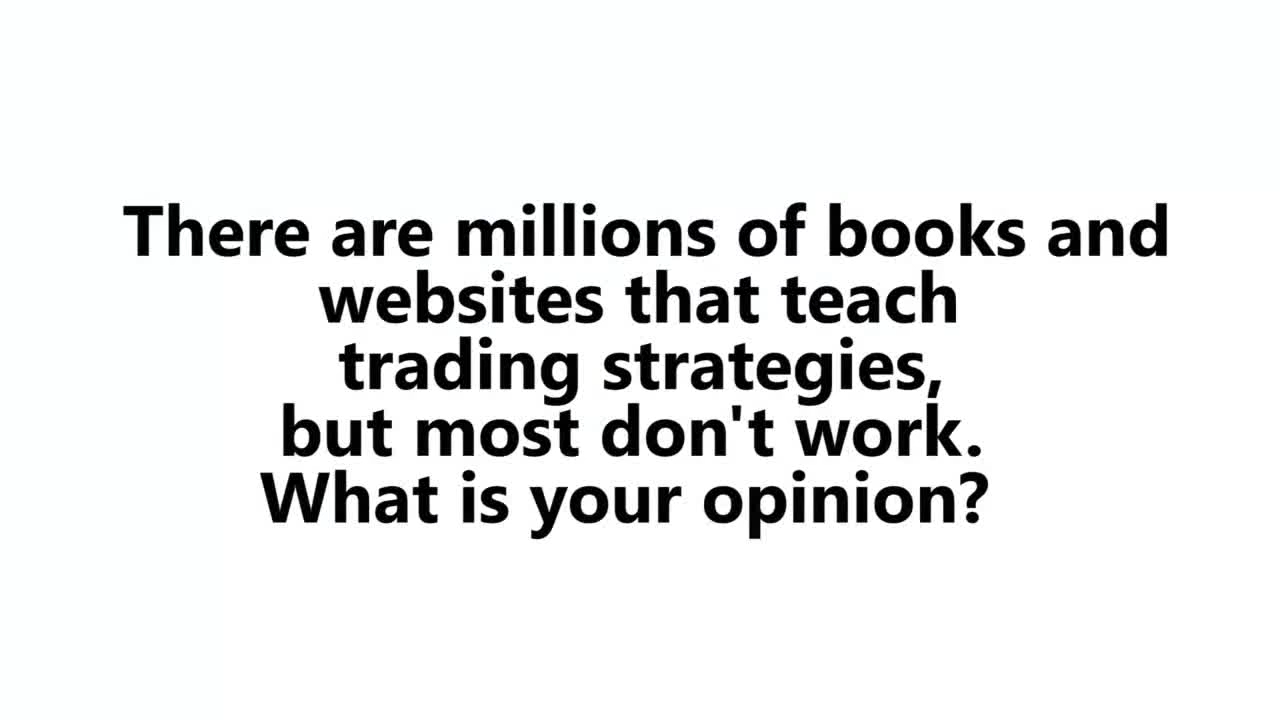 There are millions of books and
websites that teach
trading strategies,
but most don't work.
What is your opinion?